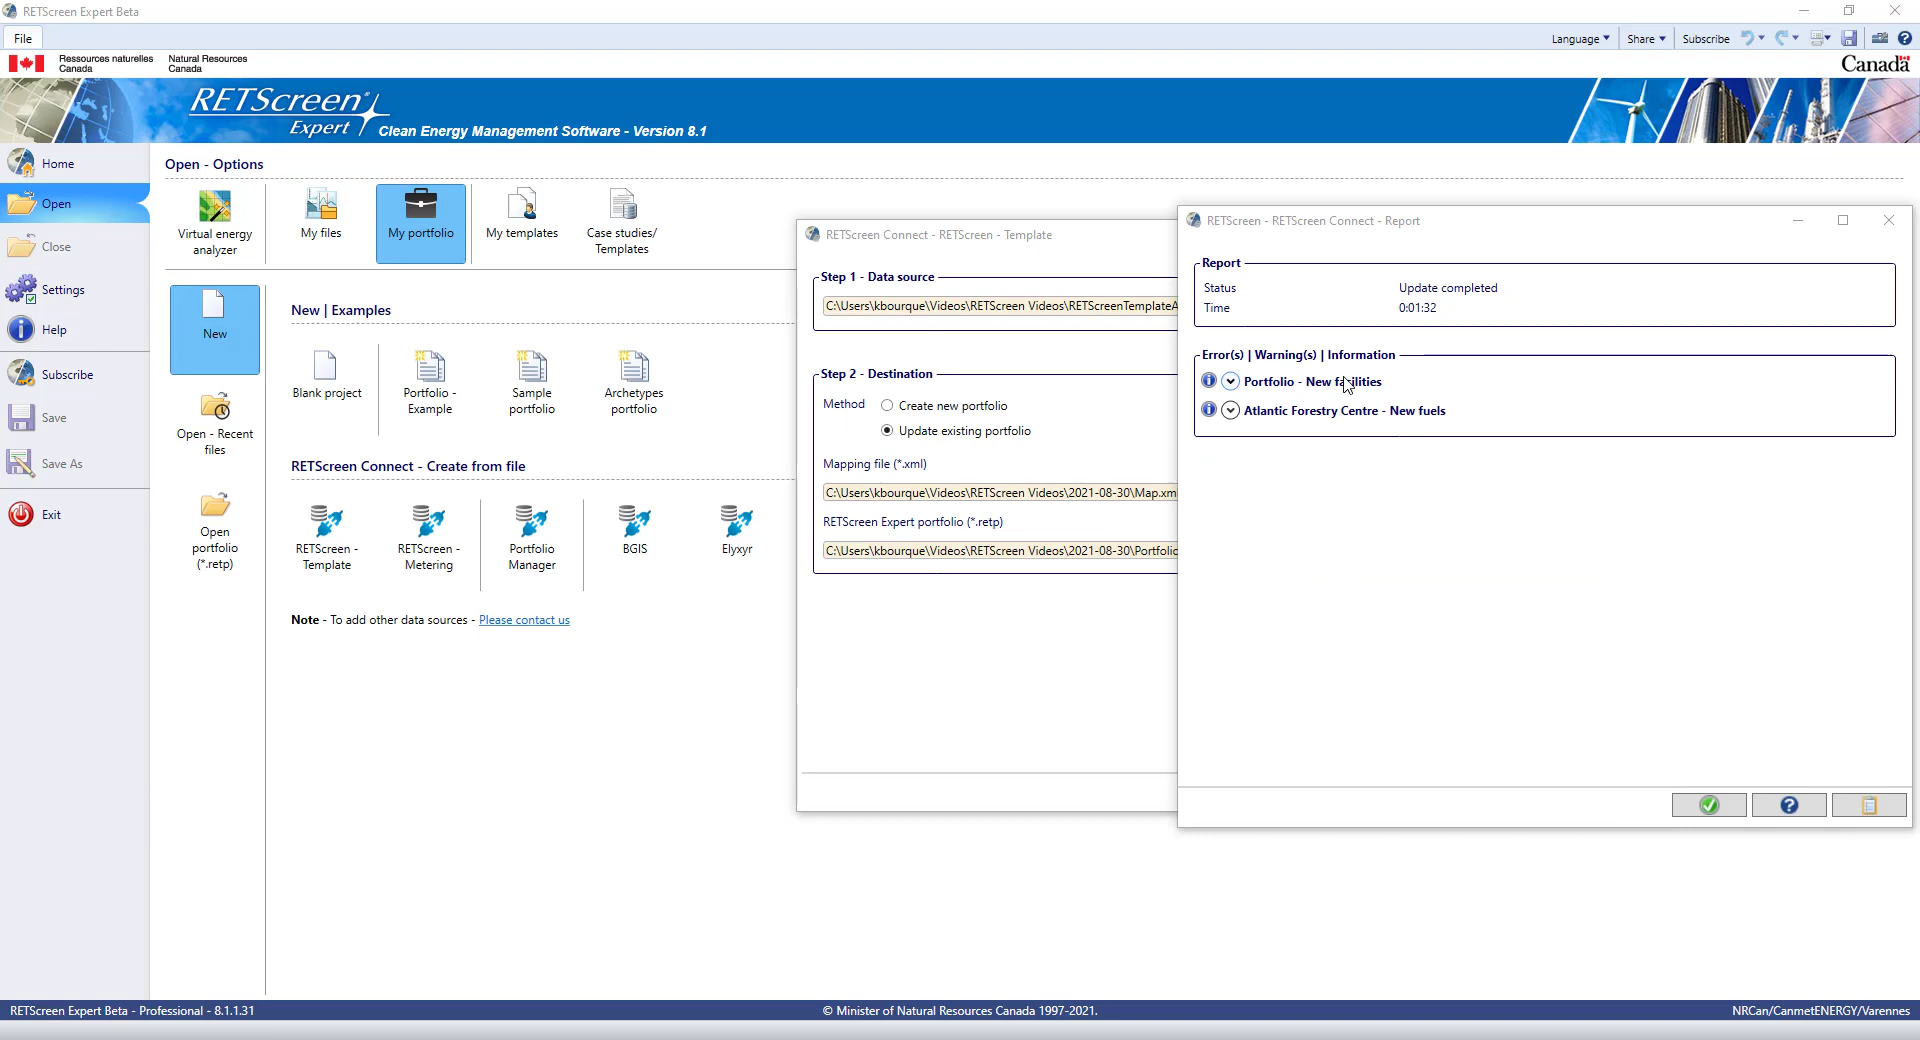 RETScreen Expert Beta
File
Language
Share
Subscribe
Ressources naturelles
Canada
Natural Resources
Canada
Canada
RETScreen
Expert
Clean Energy Management Software - Version 8.1
Home
Open
Close
Settings
Help
Subscribe
Save
Save As
Exit
Open - Options
Virtual energy
analyzer
My files
My portfolio
My templates
Case studies/
Templates
New
Open - Recent
files
Open
portfolio
(*.retp)
New | Examples
Blank project
Portfolio -
Example
Sample
portfolio
Archetypes
portfolio
RETScreen Connect - Create from file
RETScreen -
Template
RETScreen -
Metering
Portfolio
Manager
BGIS
Elyxyr
Note - To add other data sources - Please contact us
RETScreen Connect - RETScreen - Template
Step 1 - Data source
C:\Users\kbourque\Videos\RETScreen Videos\RETScreenTemplateA
Step 2 - Destination
Method
Create new portfolio
Update existing portfolio
Mapping file (*.xml)
C:\Users\kbourque\Videos\RETScreen Videos\2021-08-30\Map.xml
RETScreen Expert portfolio (*.retp)
C:\Users\kbourque\Videos\RETScreen Videos\2021-08-30\Portfolio
RETScreen - RETScreen Connect - Report
Report
Status Update completed
Time 0:01:32
Error(s) | Warning(s) | Information
Portfolio - New facilities
Atlantic Forestry Centre - New fuels
RETScreen Expert Beta - Professional - 8.1.1.31
© Minister of Natural Resources Canada 1997-2021.
NRCan/CanmetENERGY/Varennes